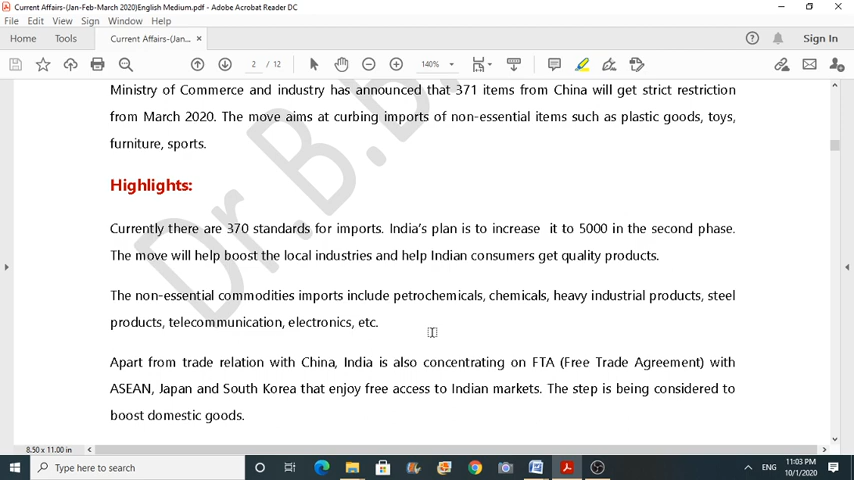 Current Affairs-(Jan-Feb-March 2020)English Medium.pdf - Adobe Acrobat Reader DC
File Edit View Sign Window Help
Home Tools Current Affairs-(Jan... × Sign In
2 / 12 140%
Ministry of Commerce and industry has announced that 371 items from China will get strict restriction
from March 2020. The move aims at curbing imports of non-essential items such as plastic goods, toys,
furniture, sports.
Highlights:
Currently there are 370 standards for imports. India's plan is to increase it to 5000 in the second phase.
The move will help boost the local industries and help Indian consumers get quality products.
The non-essential commodities imports include petrochemicals, chemicals, heavy industrial products, steel
products, telecommunication, electronics, etc.
Apart from trade relation with China, India is also concentrating on FTA (Free Trade Agreement) with
ASEAN, Japan and South Korea that enjoy free access to Indian markets. The step is being considered to
boost domestic goods.
Dr. B.B.
8.50 x 11.00 in
Type here to search
ENG
11:03 PM
10/1/2020